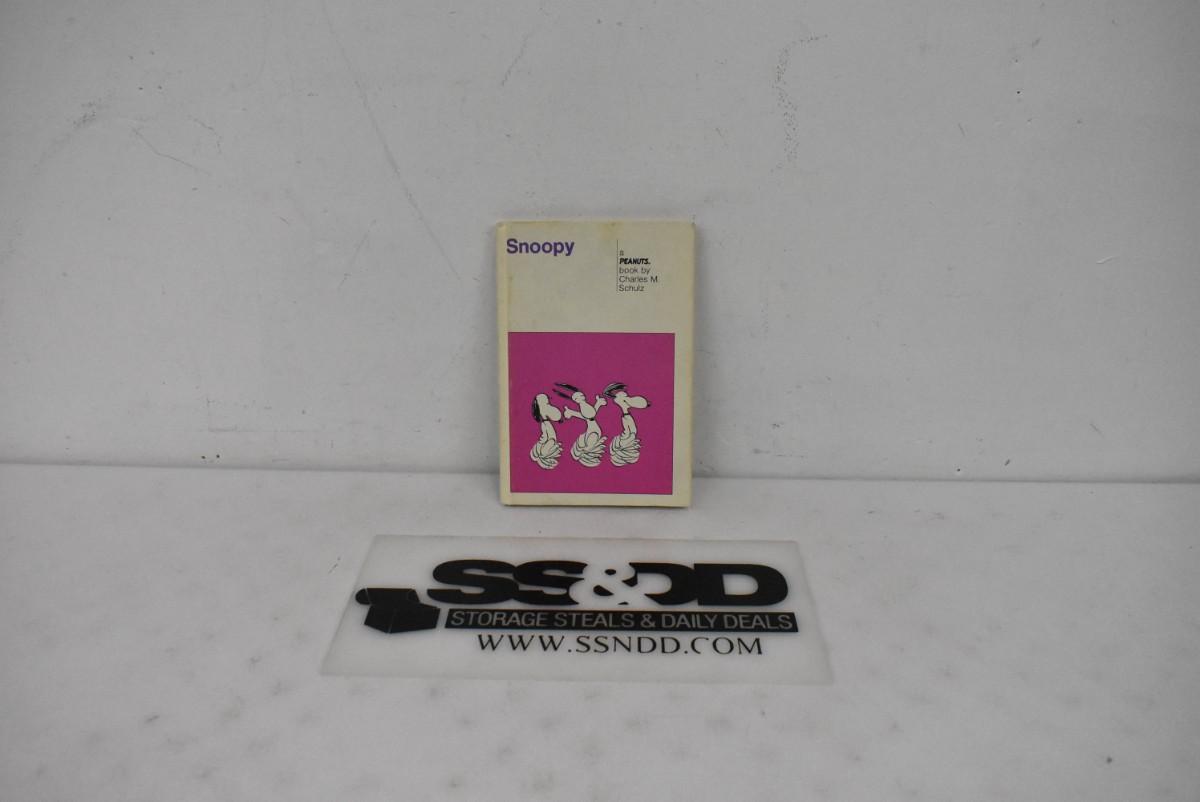 Snoopy
a
PEANUTS.
book by
Charles M.
Schulz
SS&DD
STORAGE STEALS & DAILY DEALS
WWW.SSNDD.COM